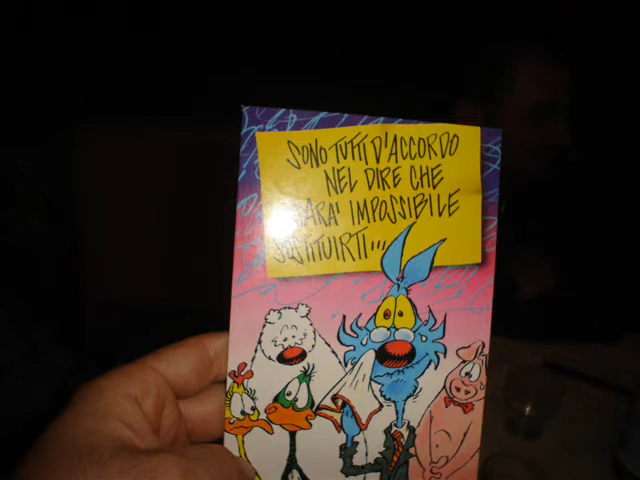 SONO TUTTI D'ACCORDO
NEL DIRE CHE
SARA' IMPOSSIBILE
SOSTITUIRTI...